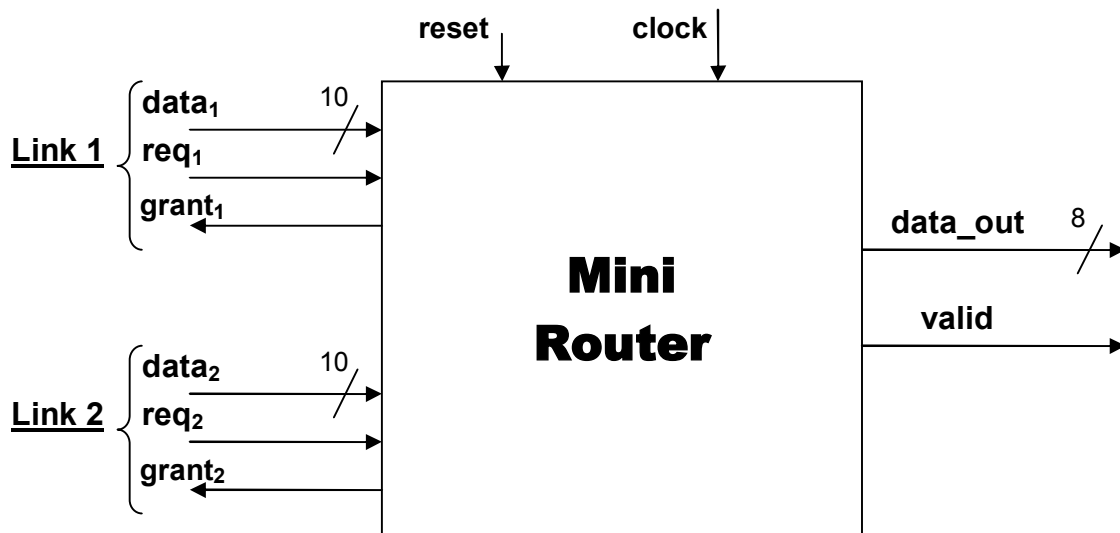 reset
clock
Link 1
data₁
10
req₁
grant₁
Mini
Router
data_out
8
valid
Link 2
data₂
10
req₂
grant₂